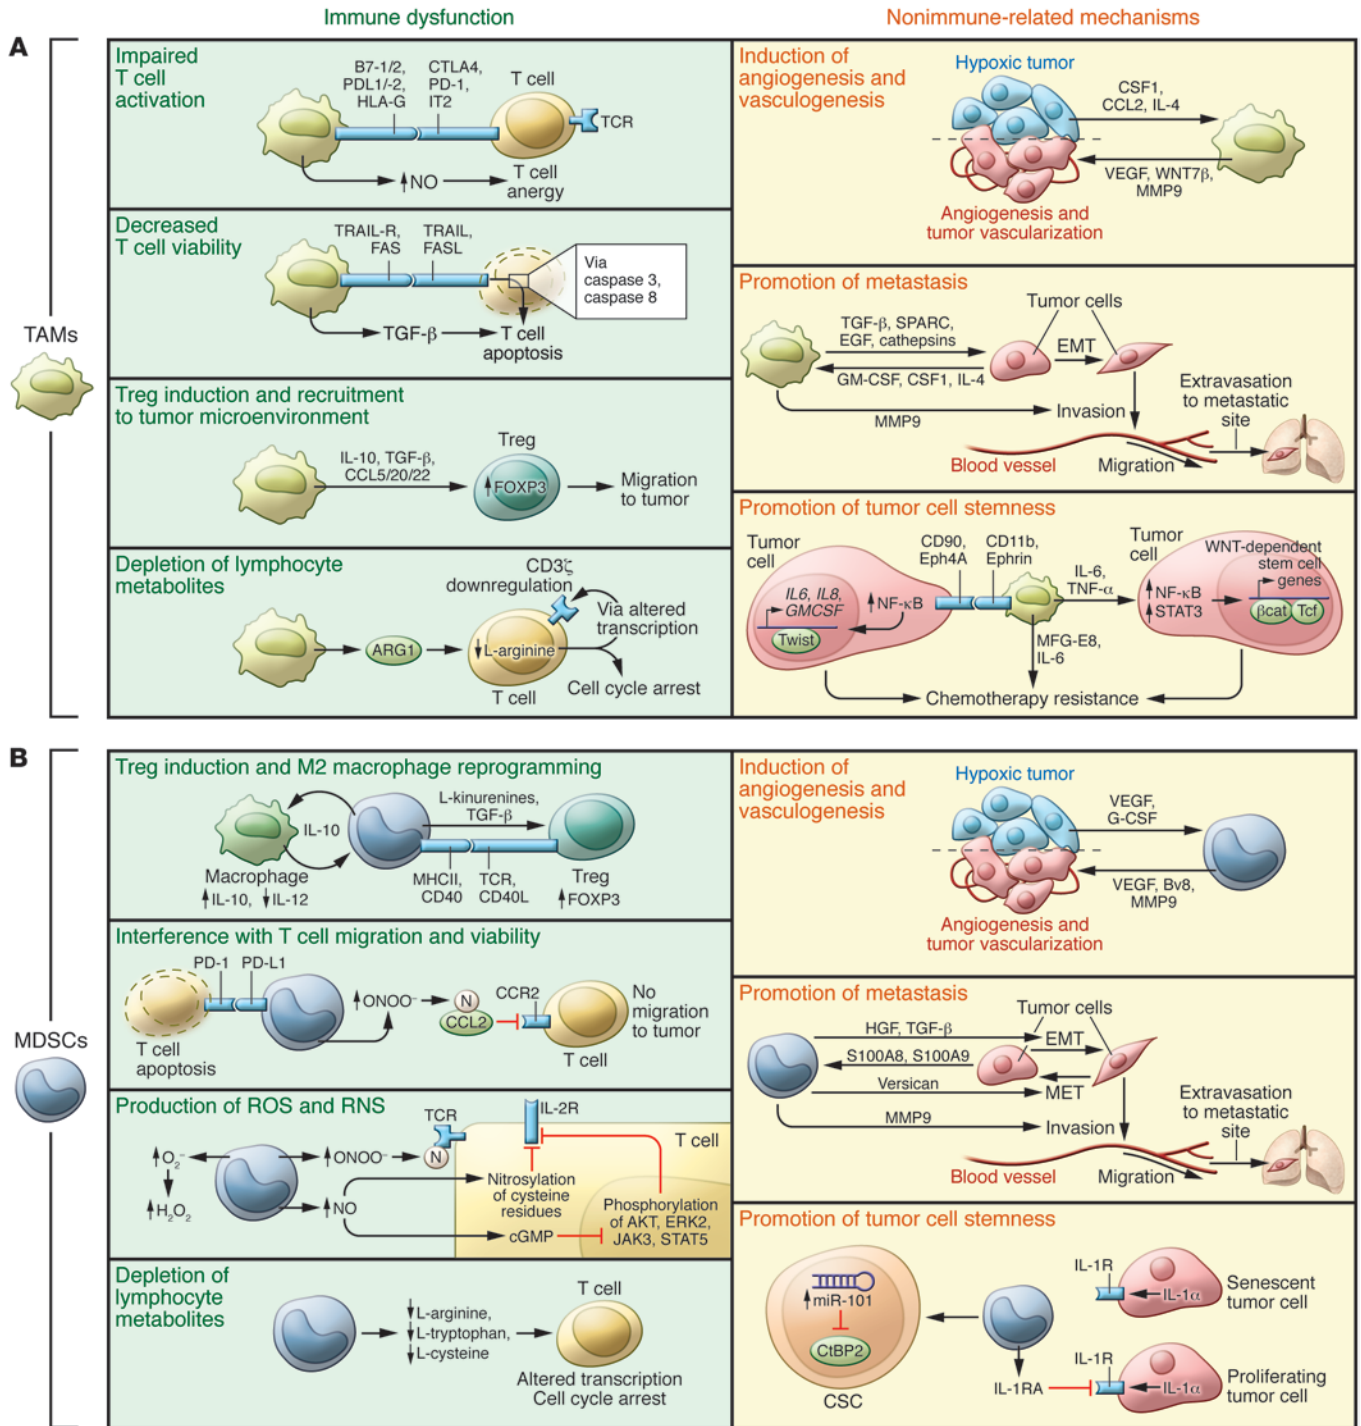 Immune dysfunction
Nonimmune-related mechanisms
A
TAMs
Impaired
T cell
activation
B7-1/2,
PDL1/-2,
HLA-G
CTLA4,
PD-1,
IT2
T cell
TCR
NO
T cell
anergy
Decreased
T cell viability
TRAIL-R,
FAS
TRAIL,
FASL
Via
caspase 3,
caspase 8
TGF-β
T cell
apoptosis
Treg induction and recruitment
to tumor microenvironment
IL-10, TGF-β,
CCL5/20/22
Treg
FOXP3
Migration
to tumor
Depletion of lymphocyte
metabolites
CD3ζ
downregulation
Via altered
transcription
ARG1
L-arginine
T cell
Cell cycle arrest
Induction of
angiogenesis and
vasculogenesis
Hypoxic tumor
CSF1,
CCL2, IL-4
VEGF, WNT7β,
MMP9
Angiogenesis and
tumor vascularization
Promotion of metastasis
Tumor cells
TGF-β, SPARC,
EGF, cathepsins
EMT
GM-CSF, CSF1, IL-4
MMP9
Invasion
Extravasation
to metastatic
site
Blood vessel
Migration
Promotion of tumor cell stemness
Tumor
cell
CD90,
Eph4A
CD11b,
Ephrin
Tumor
cell
IL6, IL8,
GMCSF
NF-κB
Twist
IL-6,
TNF-α
NF-κB
STAT3
WNT-dependent
stem cell
genes
βcat
Tcf
MFG-E8,
IL-6
Chemotherapy resistance
B
MDSCs
Treg induction and M2 macrophage reprogramming
IL-10
L-kinurenines,
TGF-β
Macrophage
IL-10, IL-12
MHCII,
CD40
TCR,
CD40L
Treg
FOXP3
Interference with T cell migration and viability
PD-1
PD-L1
T cell
apoptosis
ONOO⁻
N
CCL2
CCR2
T cell
No
migration
to tumor
Production of ROS and RNS
TCR
IL-2R
T cell
O₂⁻
H₂O₂
ONOO⁻
N
NO
Nitrosylation
of cysteine
residues
cGMP
Phosphorylation
of AKT, ERK2,
JAK3, STAT5
Depletion of
lymphocyte
metabolites
L-arginine,
L-tryptophan,
L-cysteine
T cell
Altered transcription
Cell cycle arrest
Induction of
angiogenesis and
vasculogenesis
Hypoxic tumor
VEGF,
G-CSF
VEGF, Bv8,
MMP9
Angiogenesis and
tumor vascularization
Promotion of metastasis
Tumor cells
HGF, TGF-β
EMT
S100A8, S100A9
Versican
MET
MMP9
Invasion
Extravasation
to metastatic
site
Blood vessel
Migration
Promotion of tumor cell stemness
miR-101
CtBP2
CSC
IL-1R
IL-1α
Senescent
tumor cell
IL-1RA
IL-1R
IL-1α
Proliferating
tumor cell